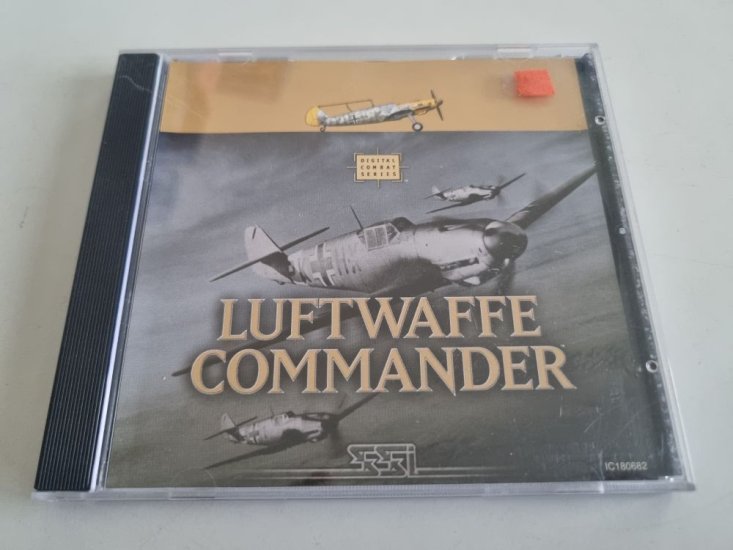 DIGITAL
COMBAT
SERIES
LUFTWAFFE
COMMANDER
SSI
IC180682